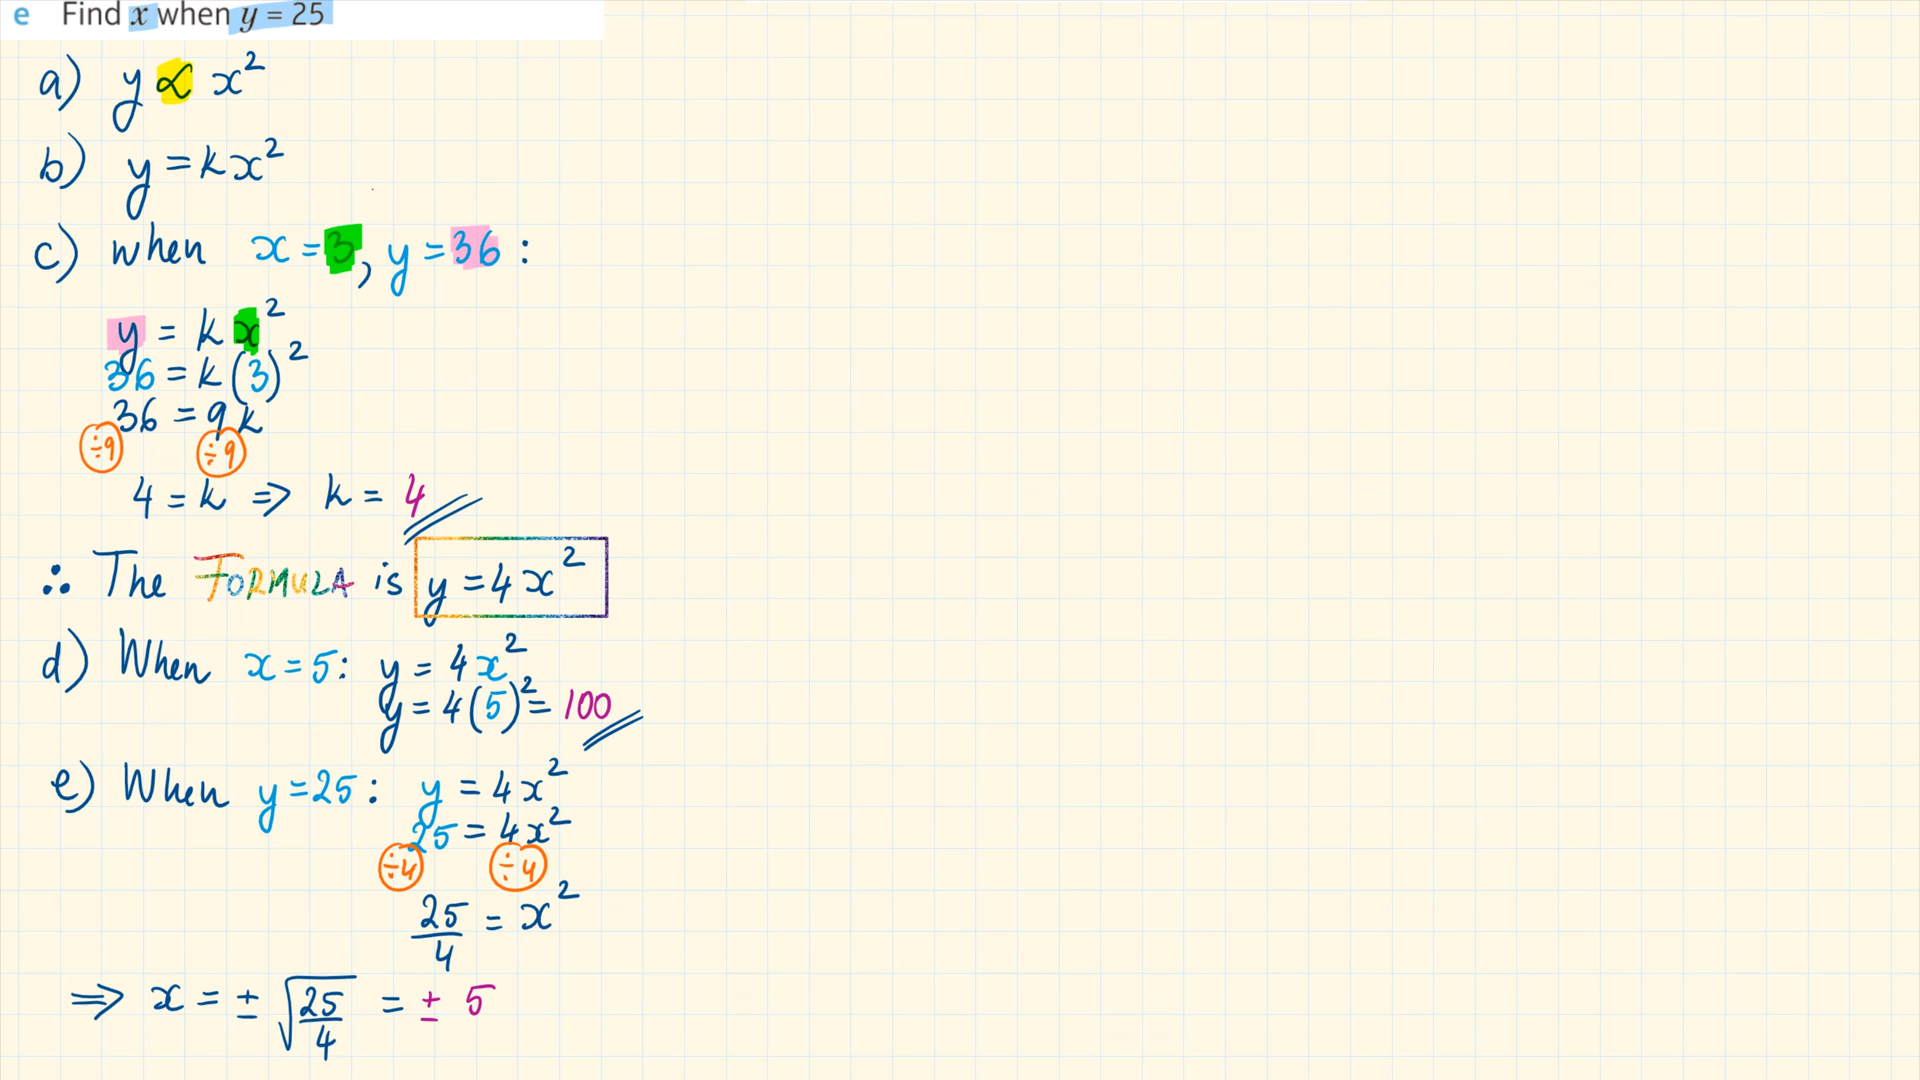 e Find x when y = 25
a) y ∝ x²
b) y = kx²
c) when x = 3, y = 36 :
y = k x²
36 = k(3)²
36 = 9k
÷9 ÷9
4 = k ⇒ k = 4
∴ The FORMULA is y = 4x²
d) When x = 5: y = 4x²
y = 4(5)² = 100
e) When y = 25: y = 4x²
25 = 4x²
÷4 ÷4
25/4 = x²
⇒ x = ± √(25/4) = ± 5